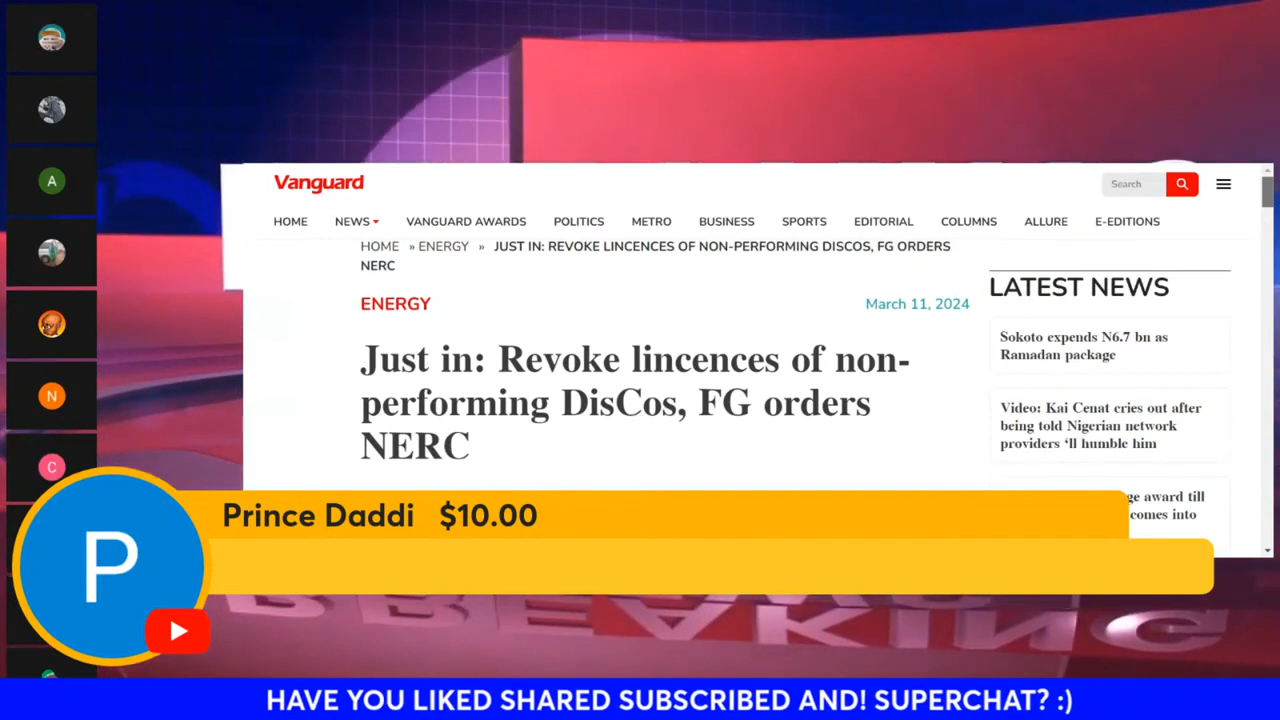 Vanguard
Search
HOME NEWS VANGUARD AWARDS POLITICS METRO BUSINESS SPORTS EDITORIAL COLUMNS ALLURE E-EDITIONS
HOME » ENERGY » JUST IN: REVOKE LINCENCES OF NON-PERFORMING DISCOS, FG ORDERS
NERC
ENERGY
March 11, 2024
Just in: Revoke lincences of non-
performing DisCos, FG orders
NERC
LATEST NEWS
Sokoto expends N6.7 bn as
Ramadan package
Video: Kai Cenat cries out after
being told Nigerian network
providers ‘ll humble him
award till
comes into
A
N
C
P
Prince Daddi $10.00
BREAKING
HAVE YOU LIKED SHARED SUBSCRIBED AND! SUPERCHAT? :)